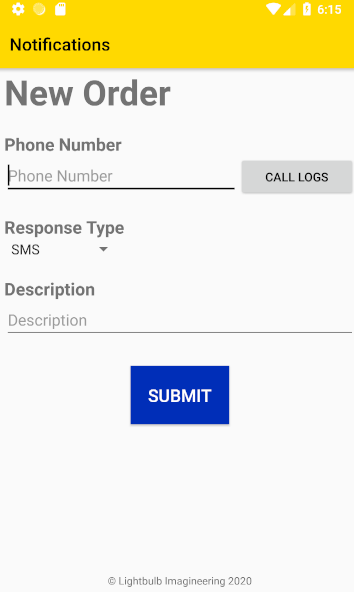 6:15
Notifications
New Order
Phone Number
Phone Number
CALL LOGS
Response Type
SMS
Description
Description
SUBMIT
© Lightbulb Imagineering 2020